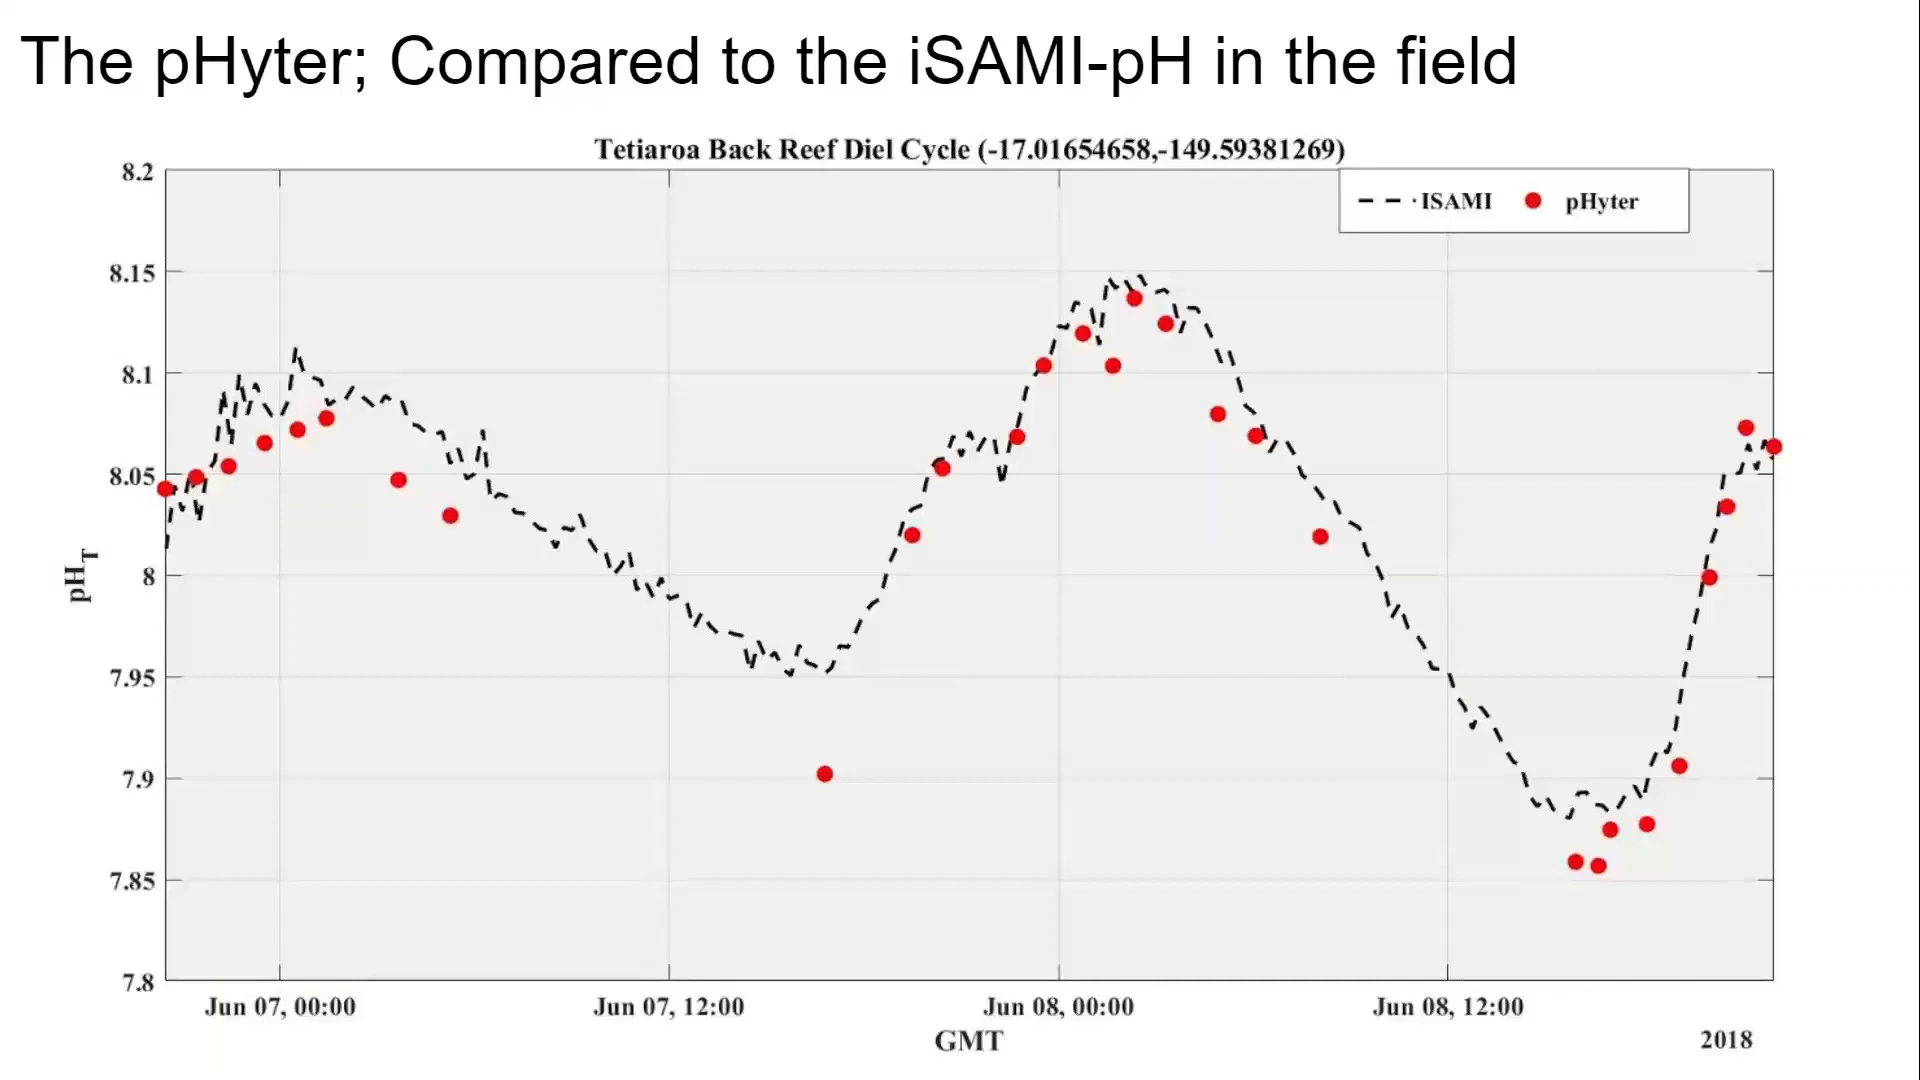 The pHyter; Compared to the iSAMI-pH in the field
Tetiaroa Back Reef Diel Cycle (-17.01654658,-149.59381269)
ISAMI pHyter
8.2
8.15
8.1
8.05
8
7.95
7.9
7.85
7.8
pH_T
Jun 07, 00:00 Jun 07, 12:00 Jun 08, 00:00 Jun 08, 12:00
GMT
2018